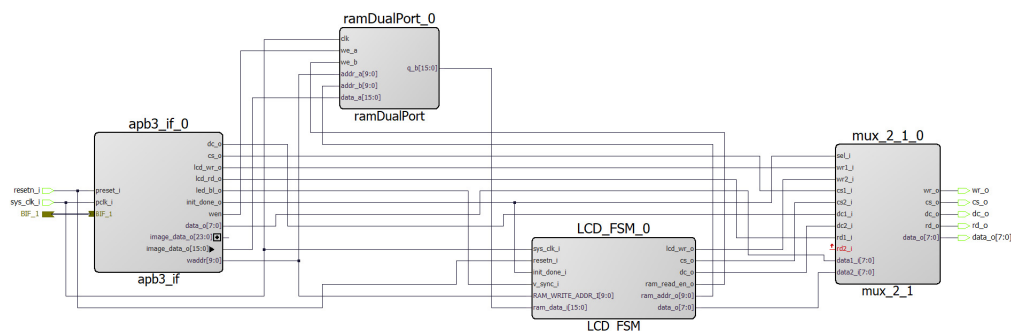 ramDualPort_0
clk
we_a
we_b
addr_a[9:0]
addr_b[9:0]
data_a[15:0]
q_b[15:0]
ramDualPort
apb3_if_0
preset_i
pclk_i
BIF_1
dc_o
cs_o
lcd_wr_o
lcd_rd_o
led_bl_o
init_done_o
wen
data_o[7:0]
image_data_o[23:0]
image_data_o[15:0]
waddr[9:0]
apb3_if
resetn_i
sys_clk_i
BIF_1
LCD_FSM_0
sys_clk_i
resetn_i
init_done_i
v_sync_i
RAM_WRITE_ADDR_I[9:0]
ram_data_i[15:0]
lcd_wr_o
cs_o
dc_o
ram_read_en_o
ram_addr_o[9:0]
data_o[7:0]
LCD_FSM
mux_2_1_0
sel_i
wr1_i
wr2_i
cs1_i
cs2_i
dc1_i
dc2_i
rd1_i
rd2_i
data1_i[7:0]
data2_i[7:0]
wr_o
cs_o
dc_o
rd_o
data_o[7:0]
mux_2_1
wr_o
cs_o
dc_o
rd_o
data_o[7:0]